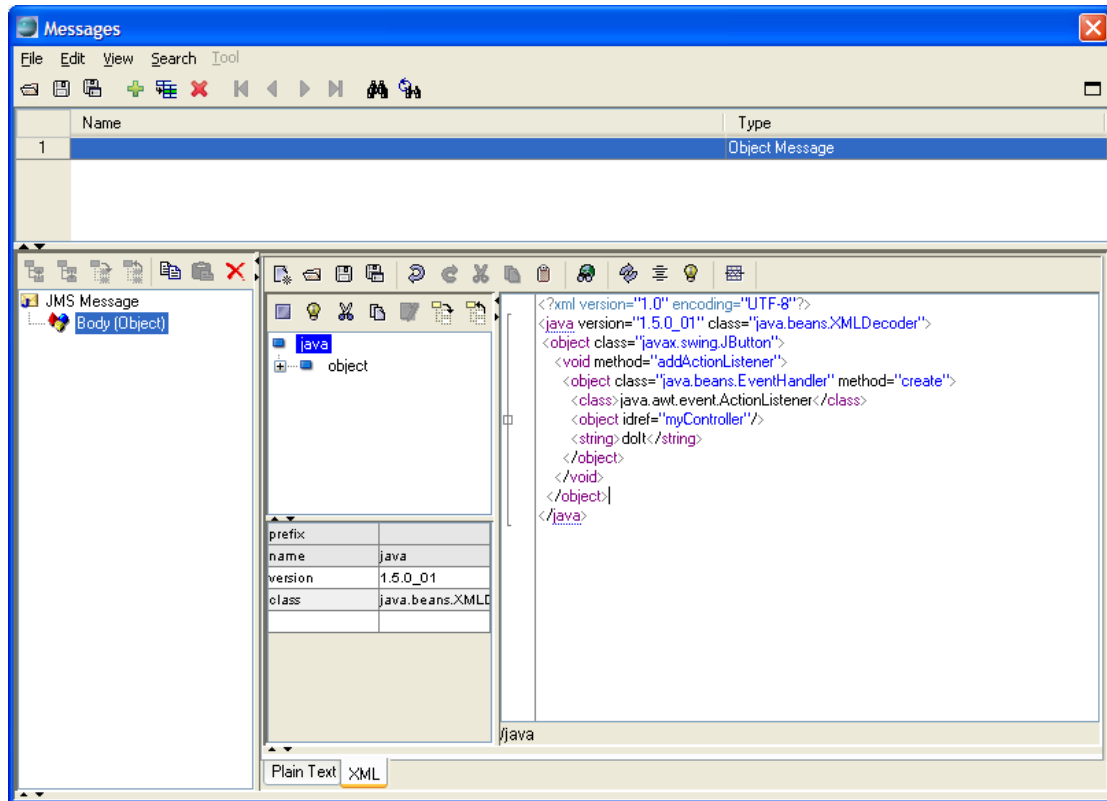 Messages
File Edit View Search Tool
Name Type
1 Object Message
JMS Message
Body (Object)
java
object
prefix
name java
version 1.5.0_01
class java.beans.XMLD
<?xml version="1.0" encoding="UTF-8"?>
<java version="1.5.0_01" class="java.beans.XMLDecoder">
<object class="javax.swing.JButton">
<void method="addActionListener">
<object class="java.beans.EventHandler" method="create">
<class>java.awt.event.ActionListener</class>
<object idref="myController"/>
<string>doIt</string>
</object>
</void>
</object>
</java>
/java
Plain Text XML